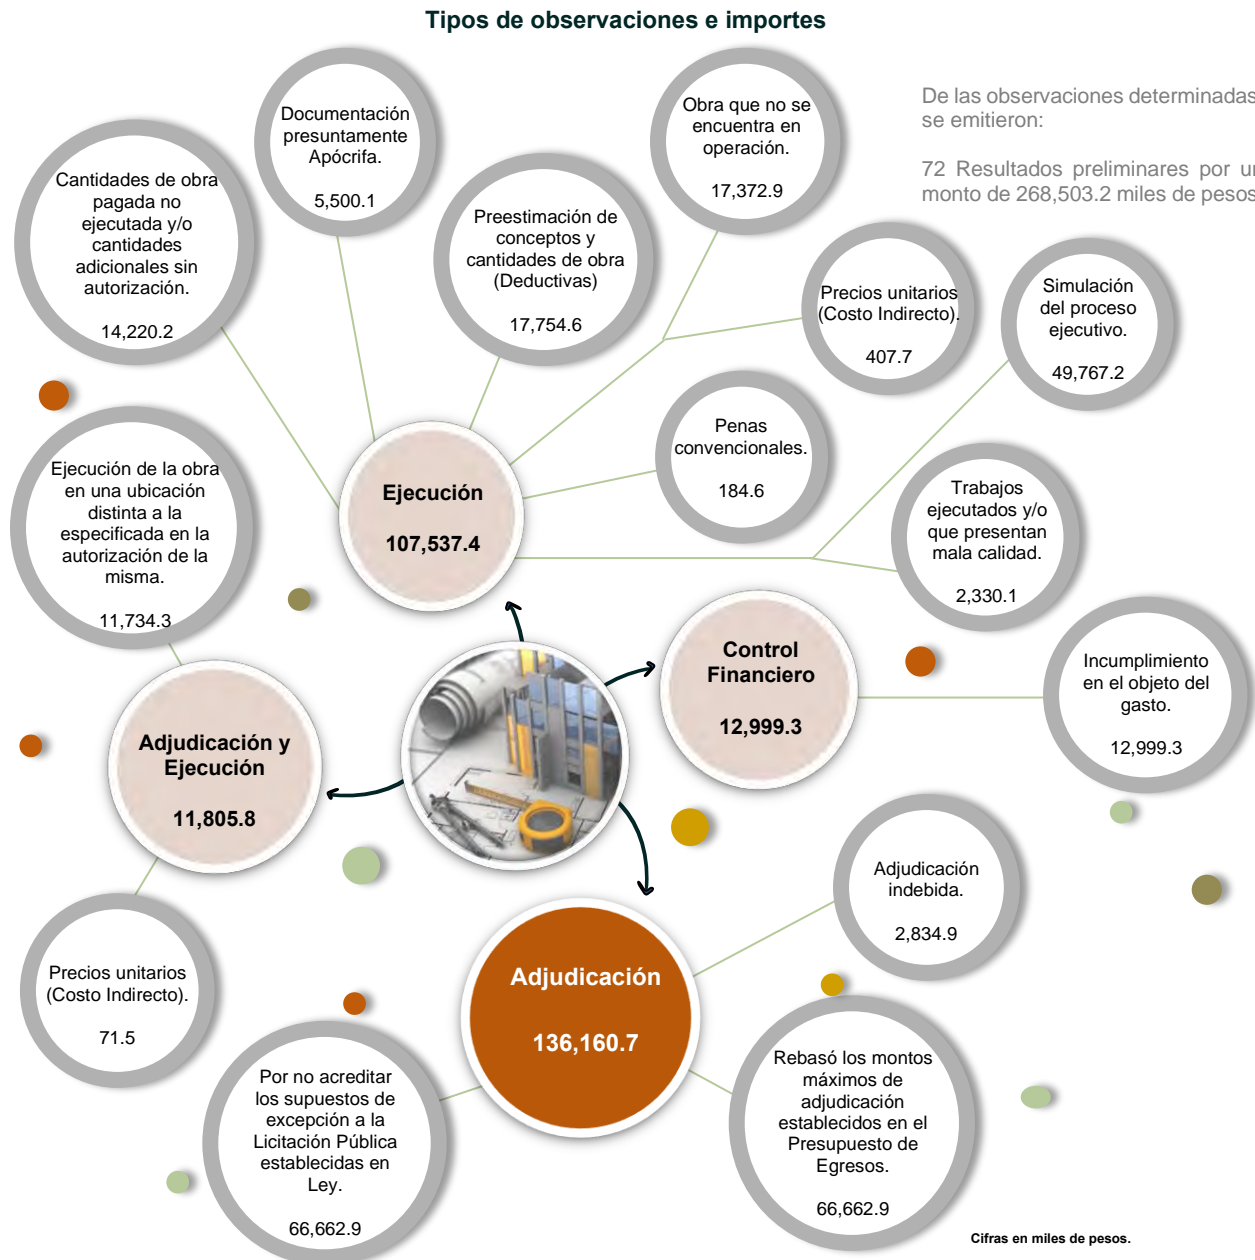 Tipos de observaciones e importes
De las observaciones determinadas
se emitieron:
72 Resultados preliminares por un
monto de 268,503.2 miles de pesos
Documentación
presuntamente
Apócrifa.
5,500.1
Obra que no se
encuentra en
operación.
17,372.9
Cantidades de obra
pagada no
ejecutada y/o
cantidades
adicionales sin
autorización.
14,220.2
Preestimación de
conceptos y
cantidades de obra
(Deductivas)
17,754.6
Precios unitarios
(Costo Indirecto).
407.7
Simulación
del proceso
ejecutivo.
49,767.2
Penas
convencionales.
184.6
Ejecución
107,537.4
Ejecución de la obra
en una ubicación
distinta a la
especificada en la
autorización de la
misma.
11,734.3
Trabajos
ejecutados y/o
que presentan
mala calidad.
2,330.1
Control
Financiero
12,999.3
Incumplimiento
en el objeto del
gasto.
12,999.3
Adjudicación y
Ejecución
11,805.8
Adjudicación
indebida.
2,834.9
Precios unitarios
(Costo Indirecto).
71.5
Adjudicación
136,160.7
Por no acreditar
los supuestos de
excepción a la
Licitación Pública
establecidas en
Ley.
66,662.9
Rebasó los montos
máximos de
adjudicación
establecidos en el
Presupuesto de
Egresos.
66,662.9
Cifras en miles de pesos.